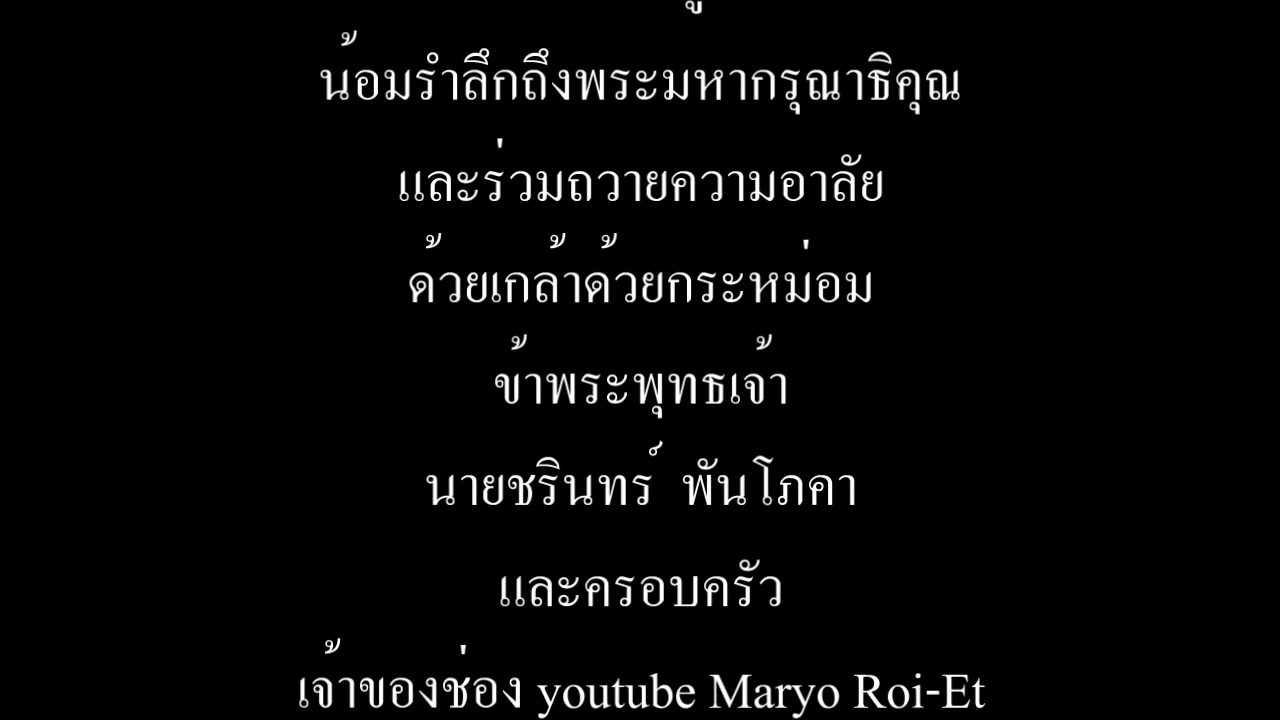 น้อมรำลึกถึงพระมหากรุณาธิคุณ
และร่วมถวายความอาลัย
ด้วยเกล้าด้วยกระหม่อม
ข้าพระพุทธเจ้า
นายชรินทร์ พันโภคา
และครอบครัว
เจ้าของช่อง youtube Maryo Roi-Et